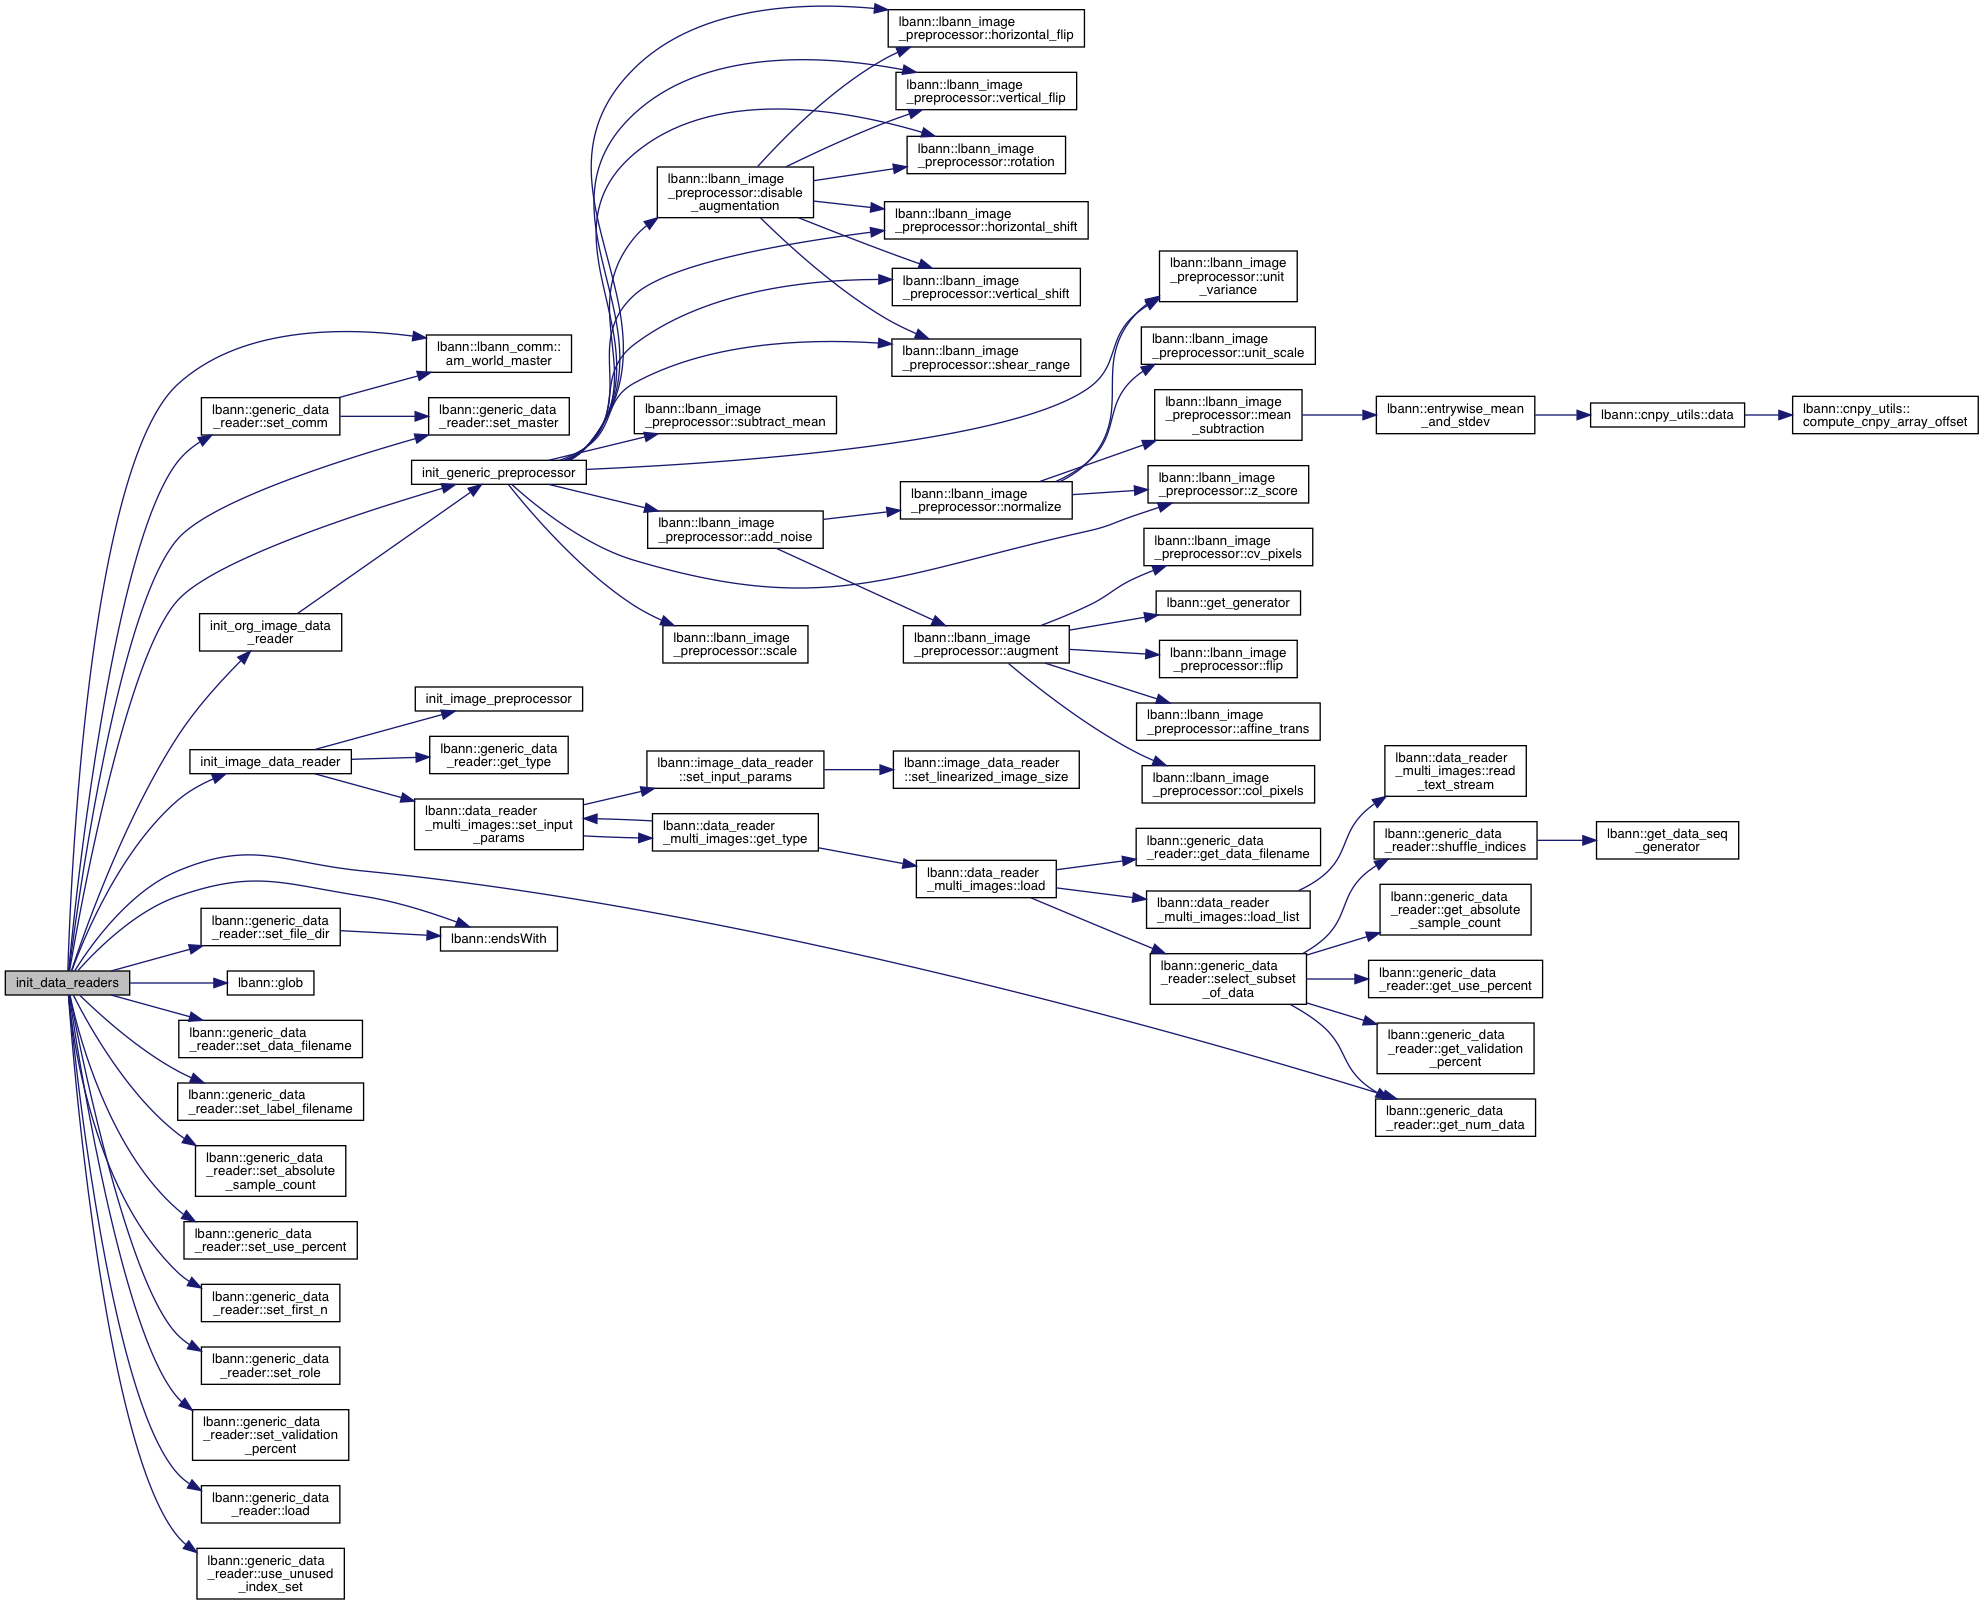 lbann::lbann_image
_preprocessor::horizontal_flip
lbann::lbann_image
_preprocessor::vertical_flip
lbann::lbann_image
_preprocessor::rotation
lbann::lbann_image
_preprocessor::disable
_augmentation
lbann::lbann_image
_preprocessor::horizontal_shift
lbann::lbann_image
_preprocessor::vertical_shift
lbann::lbann_image
_preprocessor::unit
_variance
lbann::lbann_image
_preprocessor::shear_range
lbann::lbann_image
_preprocessor::unit_scale
lbann::lbann_comm::
am_world_master
lbann::generic_data
_reader::set_comm
lbann::generic_data
_reader::set_master
lbann::lbann_image
_preprocessor::subtract_mean
lbann::lbann_image
_preprocessor::mean
_subtraction
lbann::entrywise_mean
_and_stdev
lbann::cnpy_utils::data
lbann::cnpy_utils::
compute_cnpy_array_offset
init_generic_preprocessor
lbann::lbann_image
_preprocessor::normalize
lbann::lbann_image
_preprocessor::z_score
lbann::lbann_image
_preprocessor::add_noise
lbann::lbann_image
_preprocessor::cv_pixels
lbann::get_generator
init_org_image_data
_reader
lbann::lbann_image
_preprocessor::scale
lbann::lbann_image
_preprocessor::augment
lbann::lbann_image
_preprocessor::flip
init_image_preprocessor
lbann::lbann_image
_preprocessor::affine_trans
init_image_data_reader
lbann::generic_data
_reader::get_type
lbann::image_data_reader
::set_input_params
lbann::image_data_reader
::set_linearized_image_size
lbann::lbann_image
_preprocessor::col_pixels
lbann::data_reader
_multi_images::read
_text_stream
lbann::data_reader
_multi_images::set_input
_params
lbann::data_reader
_multi_images::get_type
lbann::generic_data
_reader::get_data_filename
lbann::generic_data
_reader::shuffle_indices
lbann::get_data_seq
_generator
lbann::data_reader
_multi_images::load
lbann::data_reader
_multi_images::load_list
lbann::generic_data
_reader::get_absolute
_sample_count
lbann::generic_data
_reader::set_file_dir
lbann::endsWith
init_data_readers
lbann::glob
lbann::generic_data
_reader::select_subset
_of_data
lbann::generic_data
_reader::get_use_percent
lbann::generic_data
_reader::set_data_filename
lbann::generic_data
_reader::get_validation
_percent
lbann::generic_data
_reader::set_label_filename
lbann::generic_data
_reader::get_num_data
lbann::generic_data
_reader::set_absolute
_sample_count
lbann::generic_data
_reader::set_use_percent
lbann::generic_data
_reader::set_first_n
lbann::generic_data
_reader::set_role
lbann::generic_data
_reader::set_validation
_percent
lbann::generic_data
_reader::load
lbann::generic_data
_reader::use_unused
_index_set